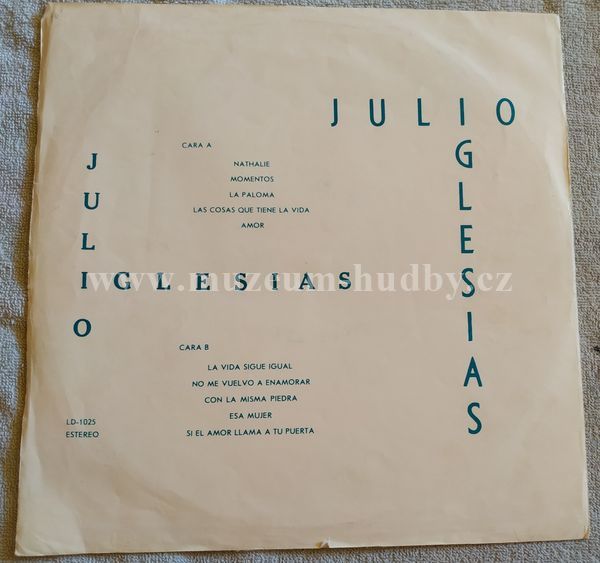 JULIO
IGLESIAS
CARA A
NATHALIE
MOMENTOS
LA PALOMA
LAS COSAS QUE TIENE LA VIDA
AMOR
JULIO
IGLESIAS
www.muzeumhudby.cz
CARA B
LA VIDA SIGUE IGUAL
NO ME VUELVO A ENAMORAR
CON LA MISMA PIEDRA
ESA MUJER
SI EL AMOR LLAMA A TU PUERTA
LD-1025
ESTEREO